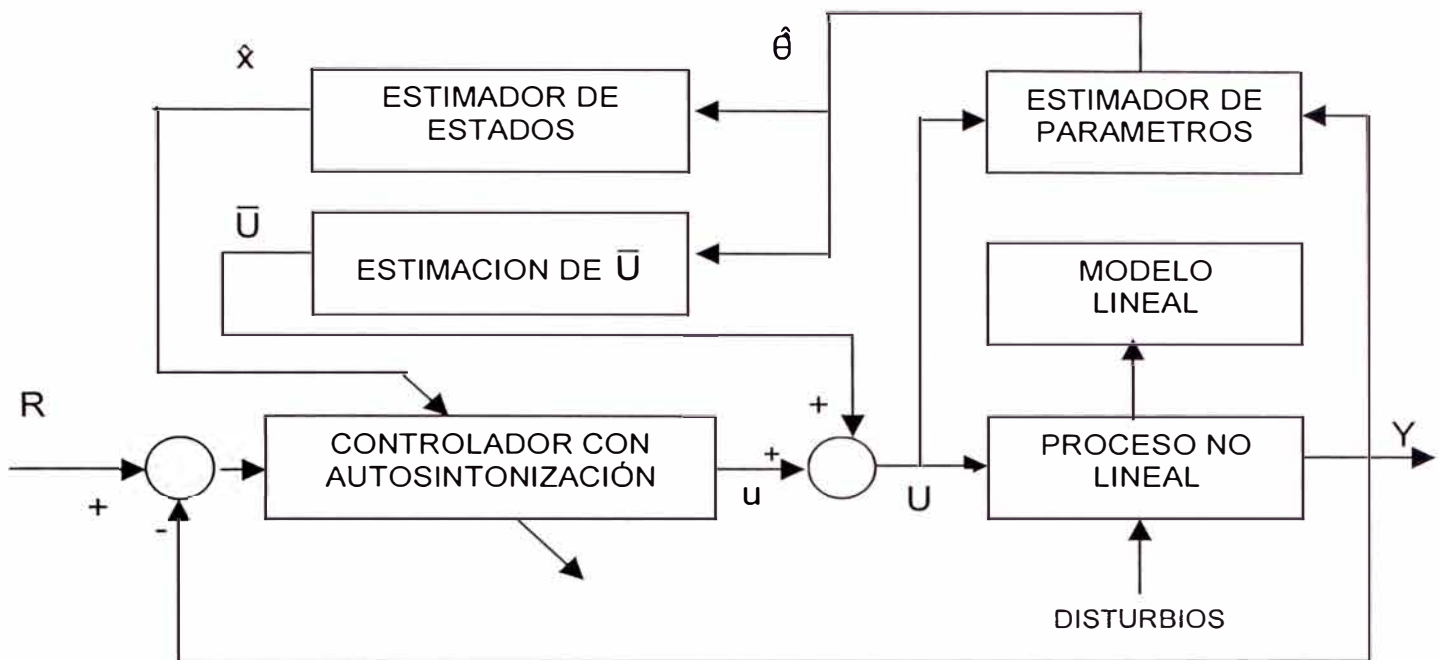 x̂
θ̂
ESTIMADOR DE
ESTADOS
ESTIMADOR DE
PARAMETROS
U̅
ESTIMACION DE U̅
MODELO
LINEAL
R
+
-
CONTROLADOR CON
AUTOSINTONIZACIÓN
u
+
+
U
PROCESO NO
LINEAL
Y
DISTURBIOS